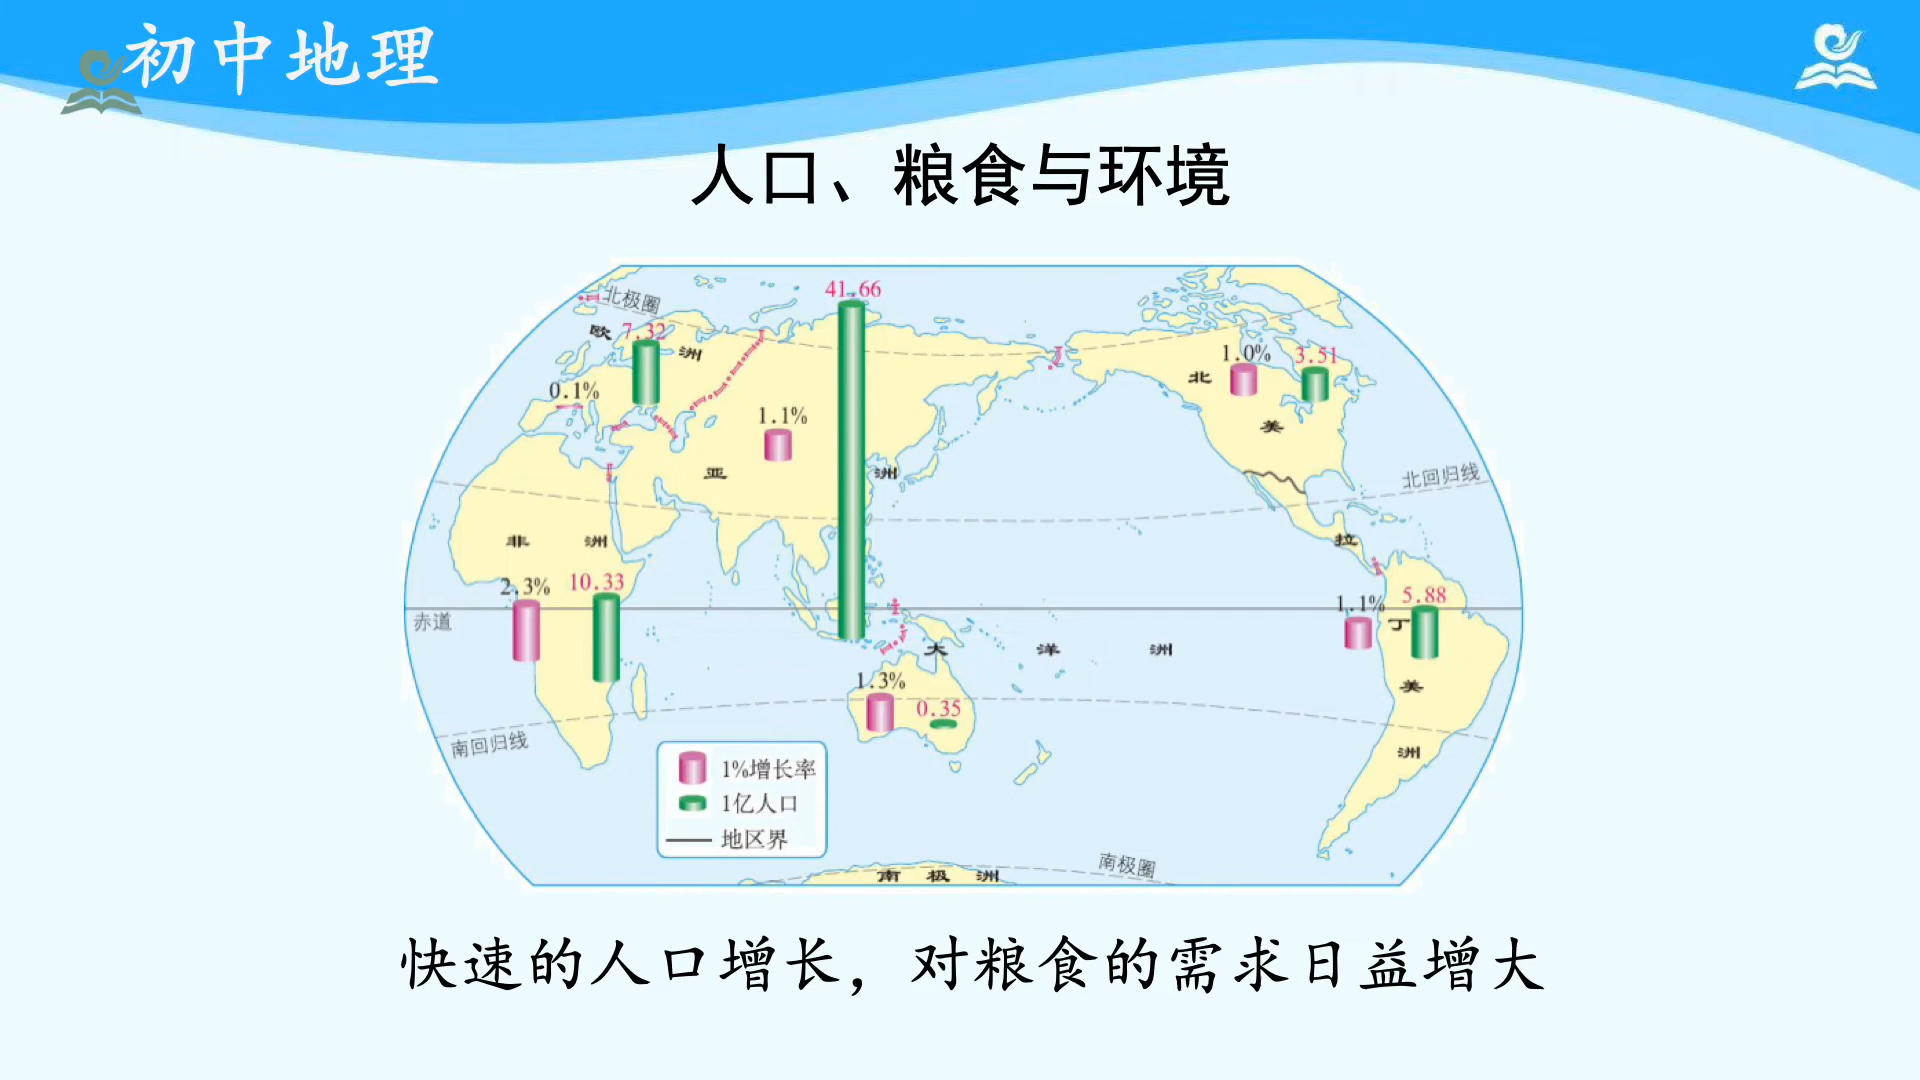 初中地理
人口、粮食与环境
北极圈
41.66
欧 洲
7.32
0.1%
1.1%
亚 洲
1.0%
3.51
北
美
北回归线
非 洲
2.3%
10.33
拉
丁
美
洲
1.1%
5.88
赤道
大 洋 洲
1.3%
0.35
南回归线
1%增长率
1亿人口
地区界
南极圈
南 极 洲
快速的人口增长，对粮食的需求日益增大